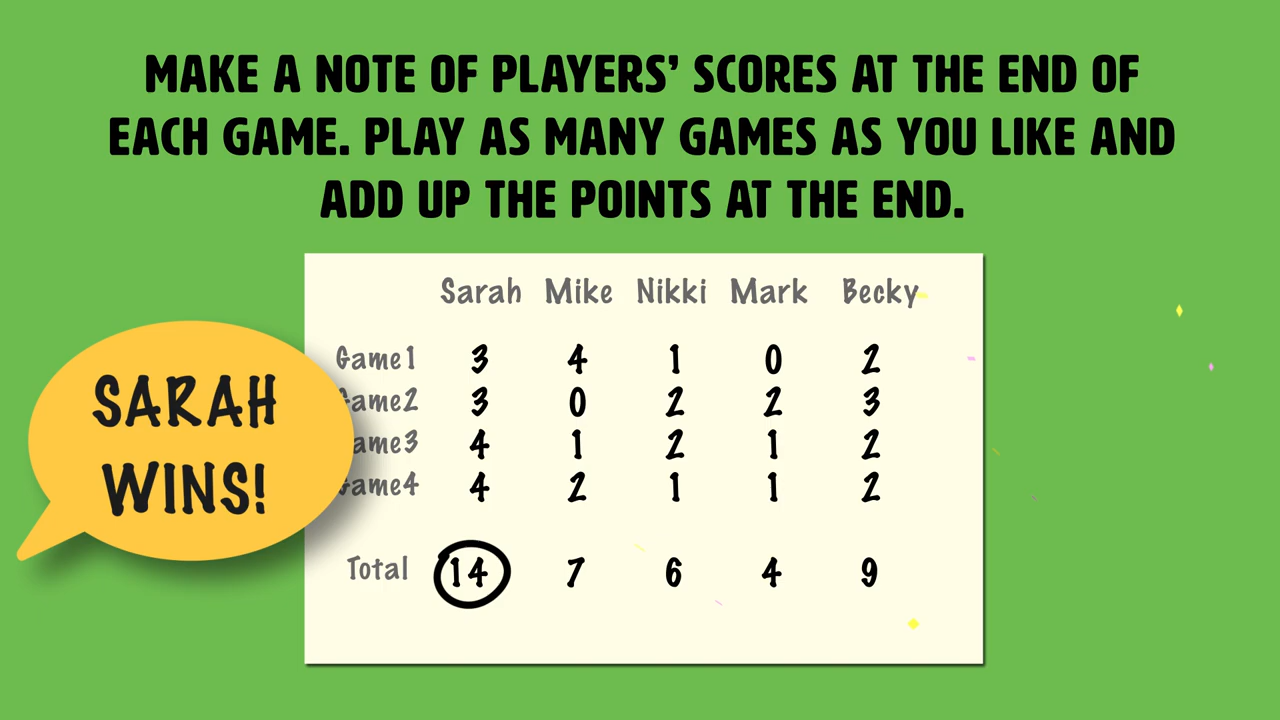 MAKE A NOTE OF PLAYERS' SCORES AT THE END OF
EACH GAME. PLAY AS MANY GAMES AS YOU LIKE AND
ADD UP THE POINTS AT THE END.
Sarah Mike Nikki Mark Becky
Game1 3 4 1 0 2
ame2 3 0 2 2 3
ame3 4 1 2 1 2
ame4 4 2 1 1 2
Total 14 7 6 4 9
SARAH
WINS!